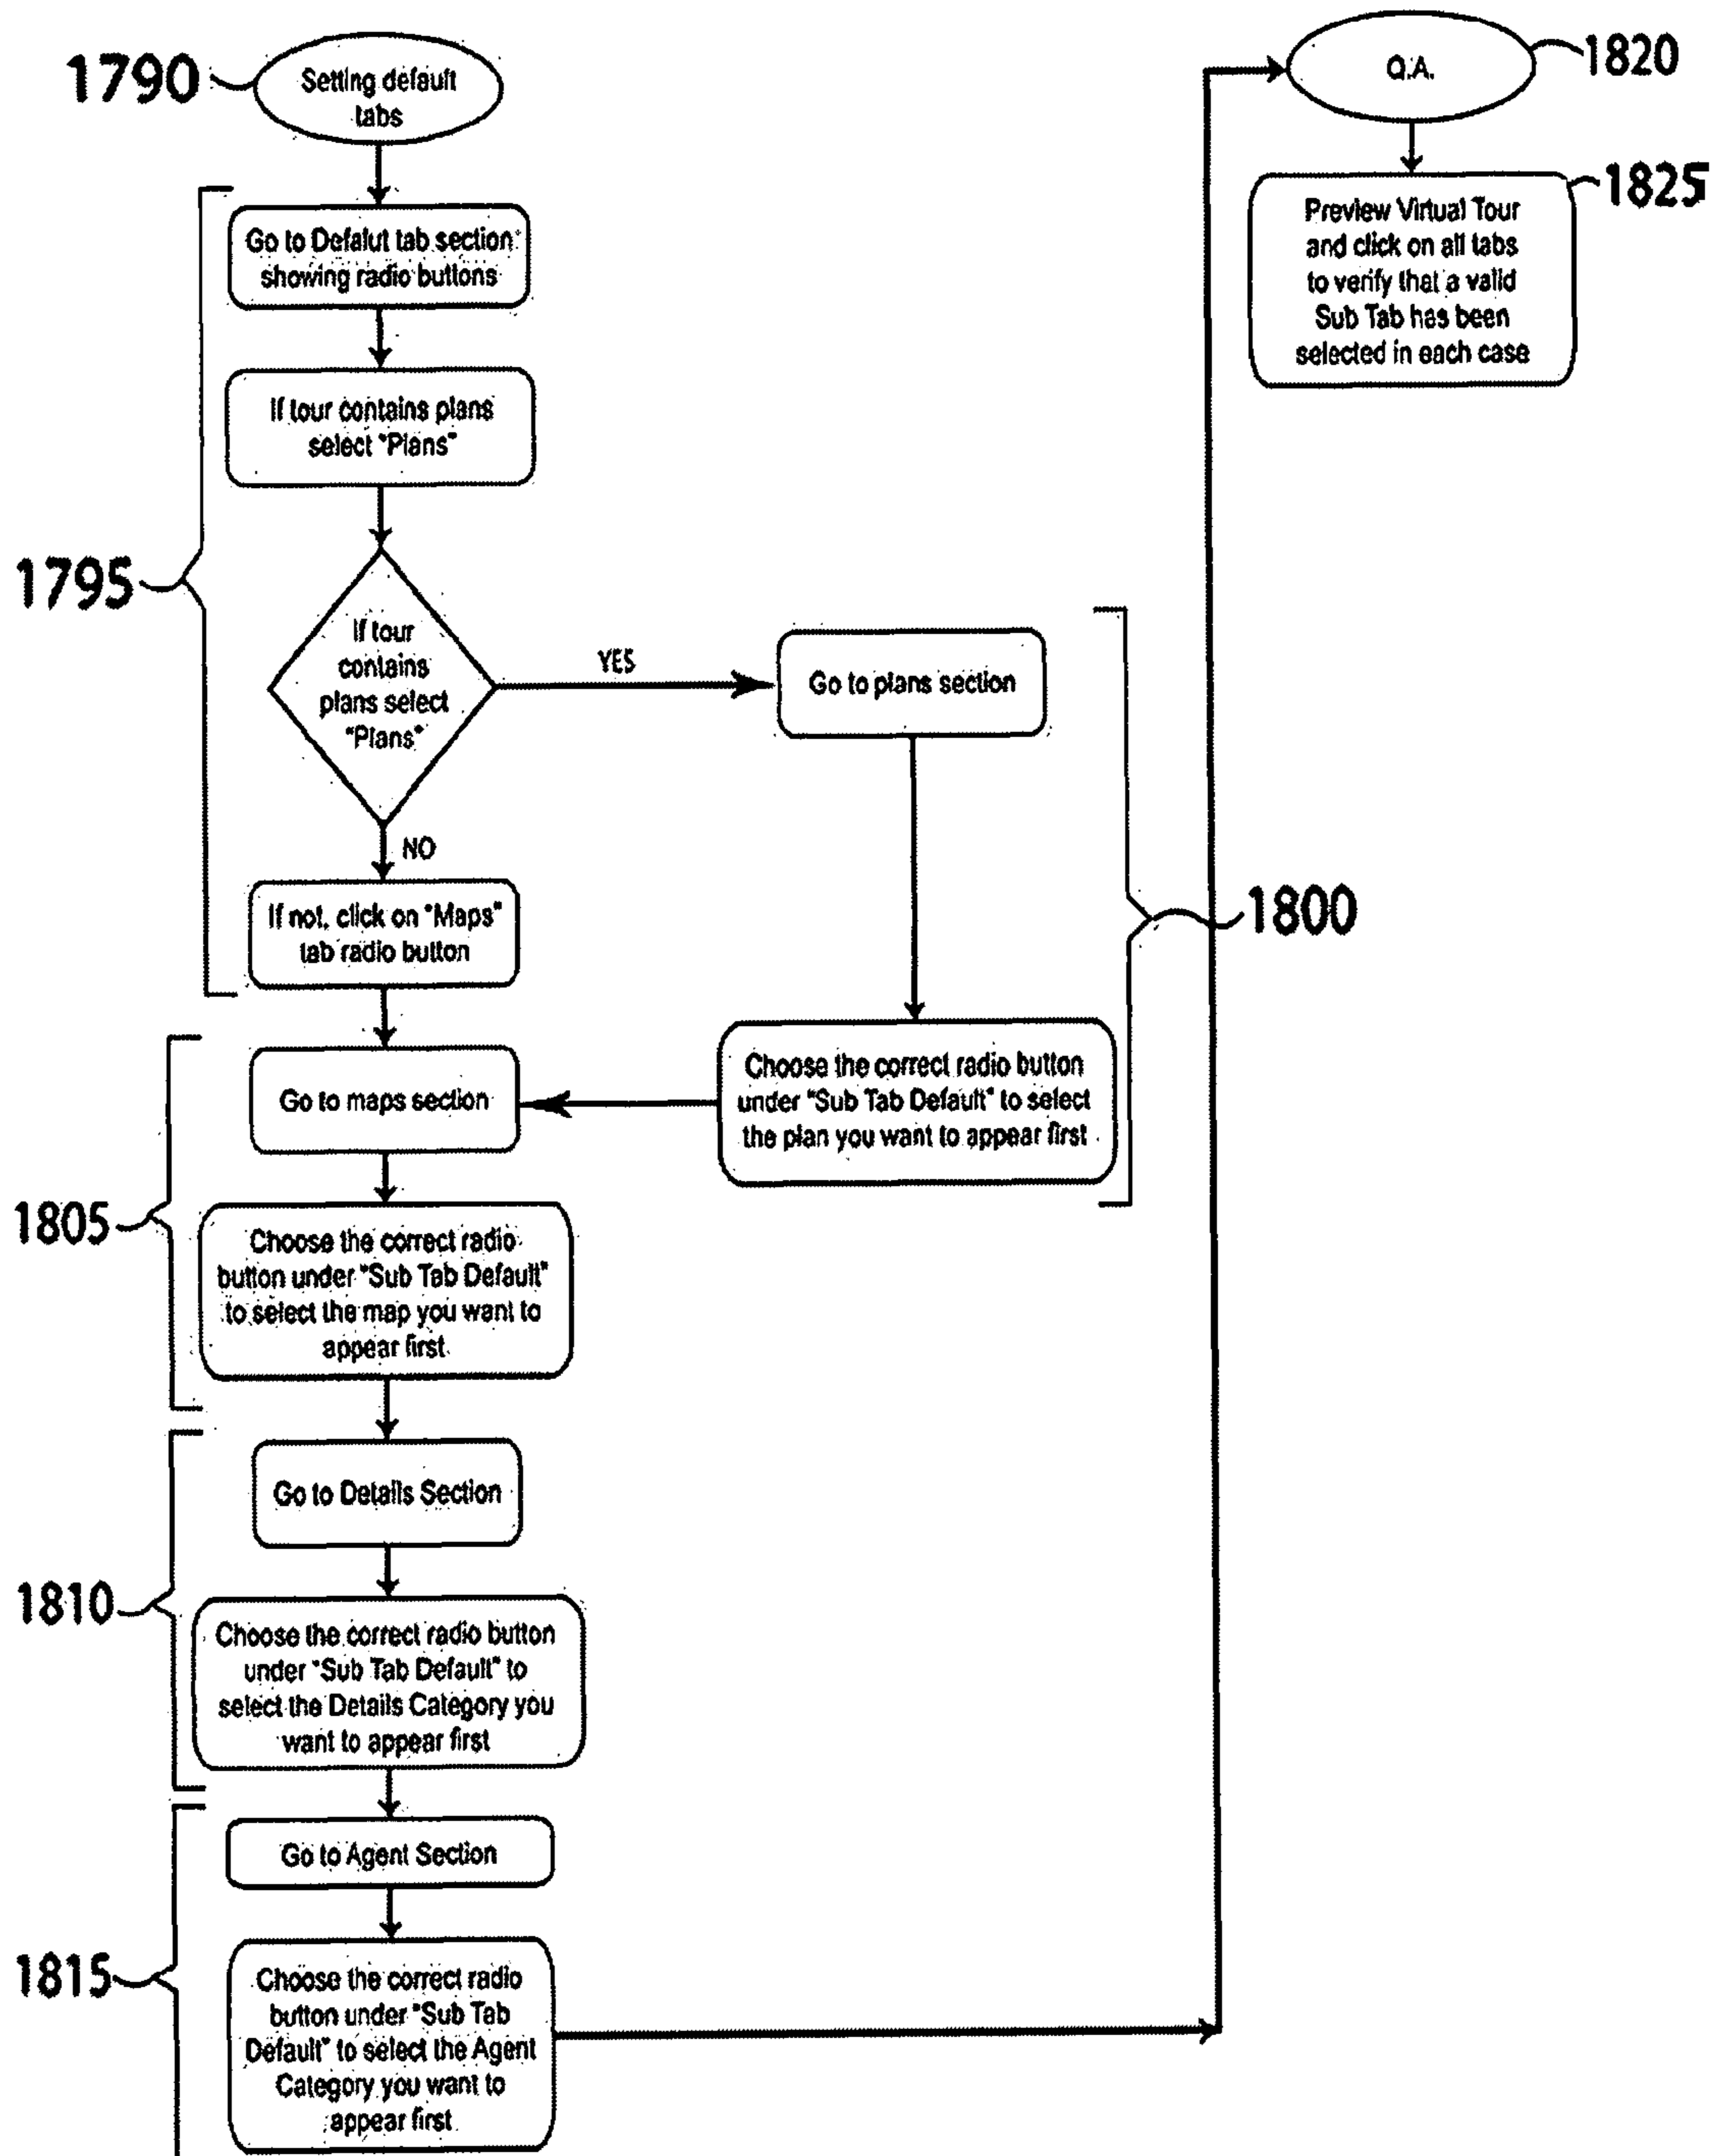 1790
Setting default
tabs
Go to Defalut tab section
showing radio buttons
If tour contains plans
select "Plans"
1795
If tour
contains
plans select
"Plans"
YES
NO
If not, click on "Maps"
tab radio button
Go to plans section
Choose the correct radio button
under "Sub Tab Default" to select
the plan you want to appear first
1800
1805
Go to maps section
Choose the correct radio
button under "Sub Tab Default"
to select the map you want to
appear first
1810
Go to Details Section
Choose the correct radio button
under "Sub Tab Default" to
select the Details Category you
want to appear first
1815
Go to Agent Section
Choose the correct radio
button under "Sub Tab
Default" to select the Agent
Category you want to
appear first
Q.A.
1820
1825
Preview Virtual Tour
and click on all tabs
to verify that a valid
Sub Tab has been
selected in each case